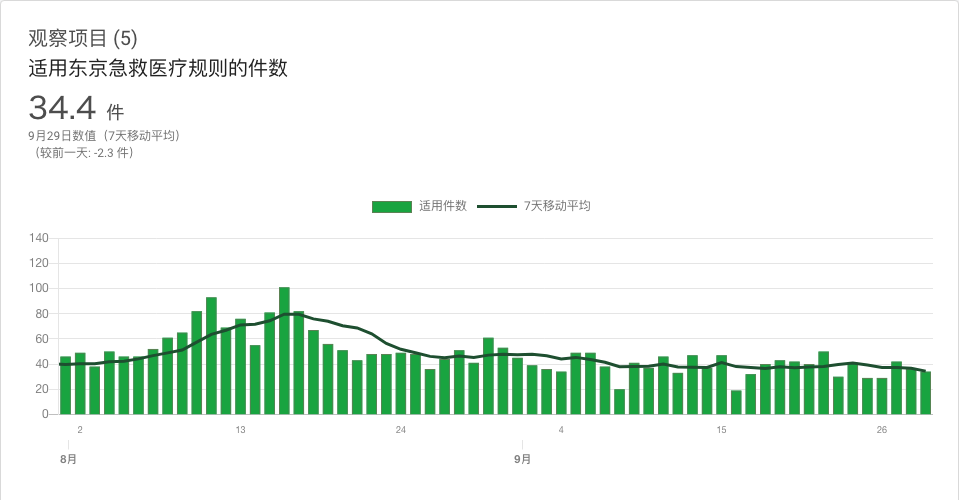 观察项目 (5)
适用东京急救医疗规则的件数
34.4 件
9月29日数值（7天移动平均）
（较前一天: -2.3 件）
适用件数 7天移动平均
140
120
100
80
60
40
20
0
2 13 24 4 15 26
8月 9月